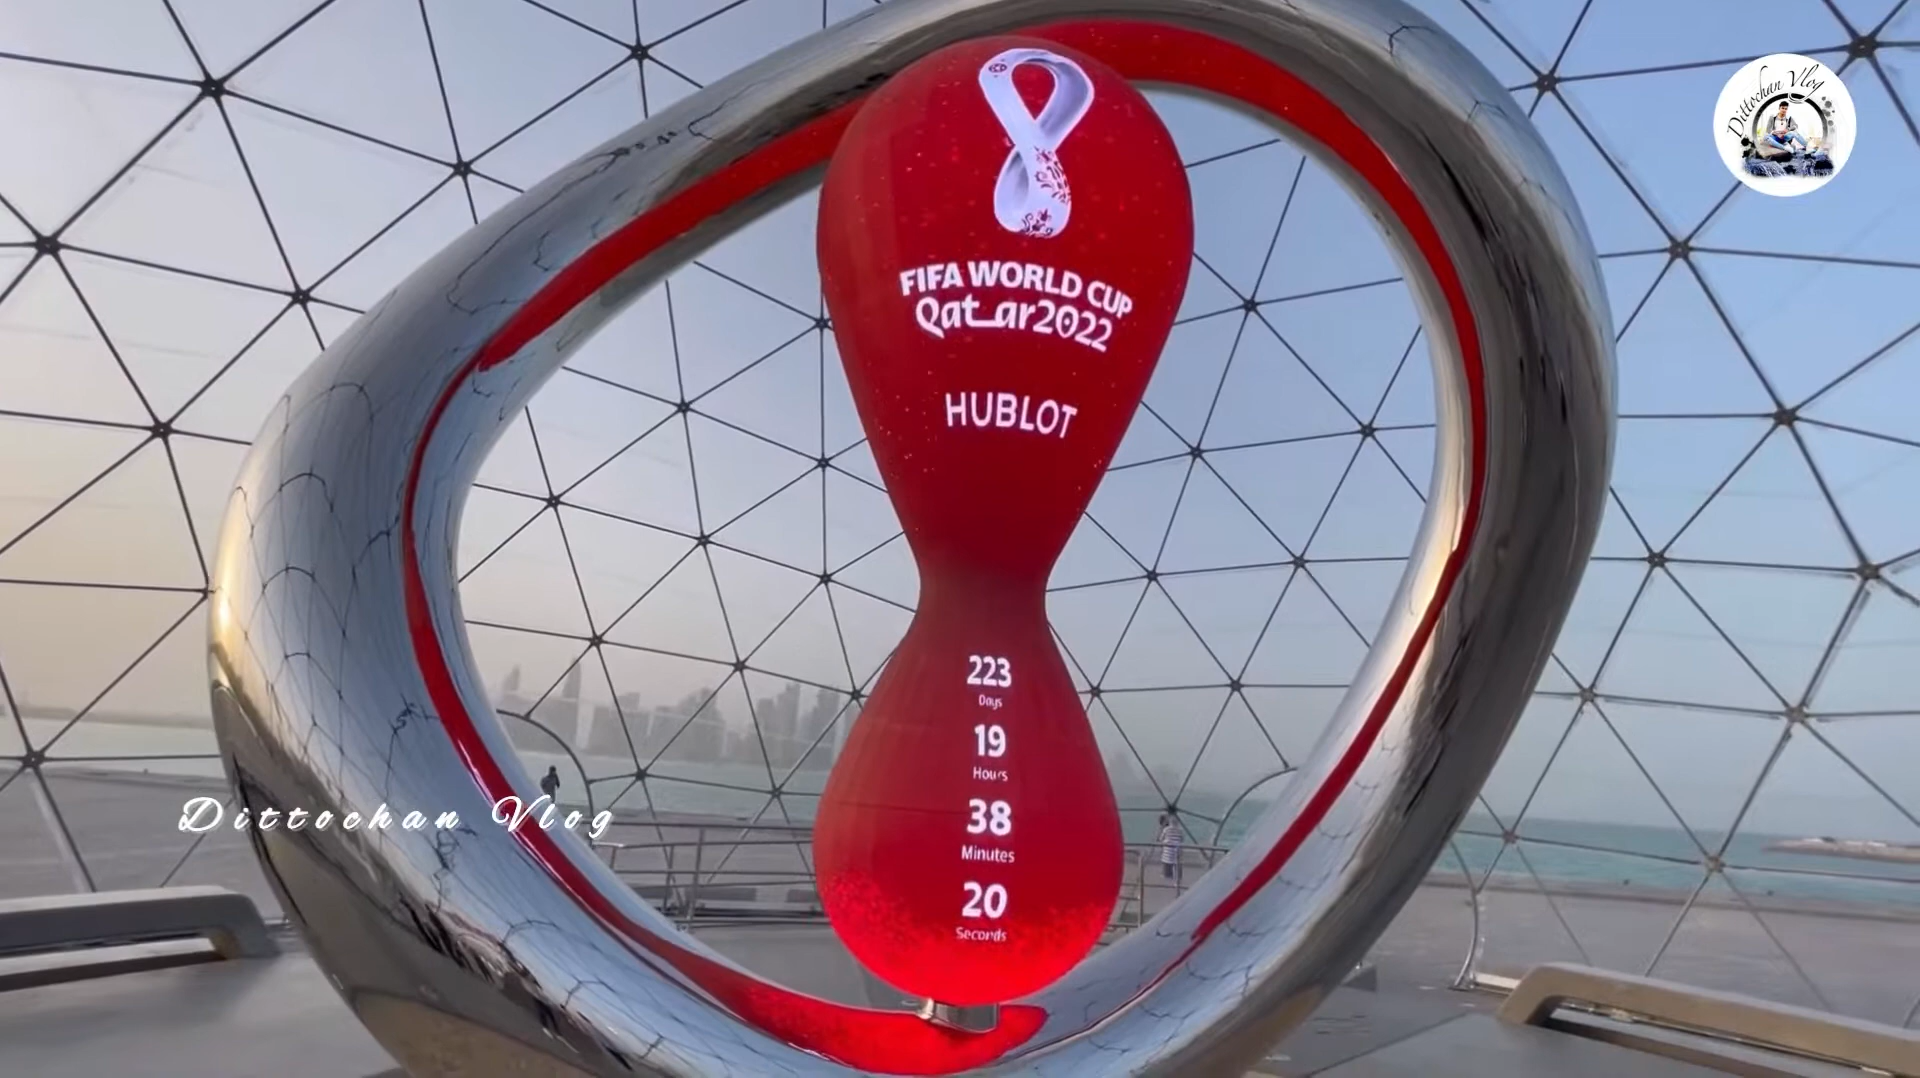 Dittochan Vlog
FIFA WORLD CUP
Qatar2022
HUBLOT
223
Days
19
Hours
38
Minutes
20
Seconds
Dittochan Vlog